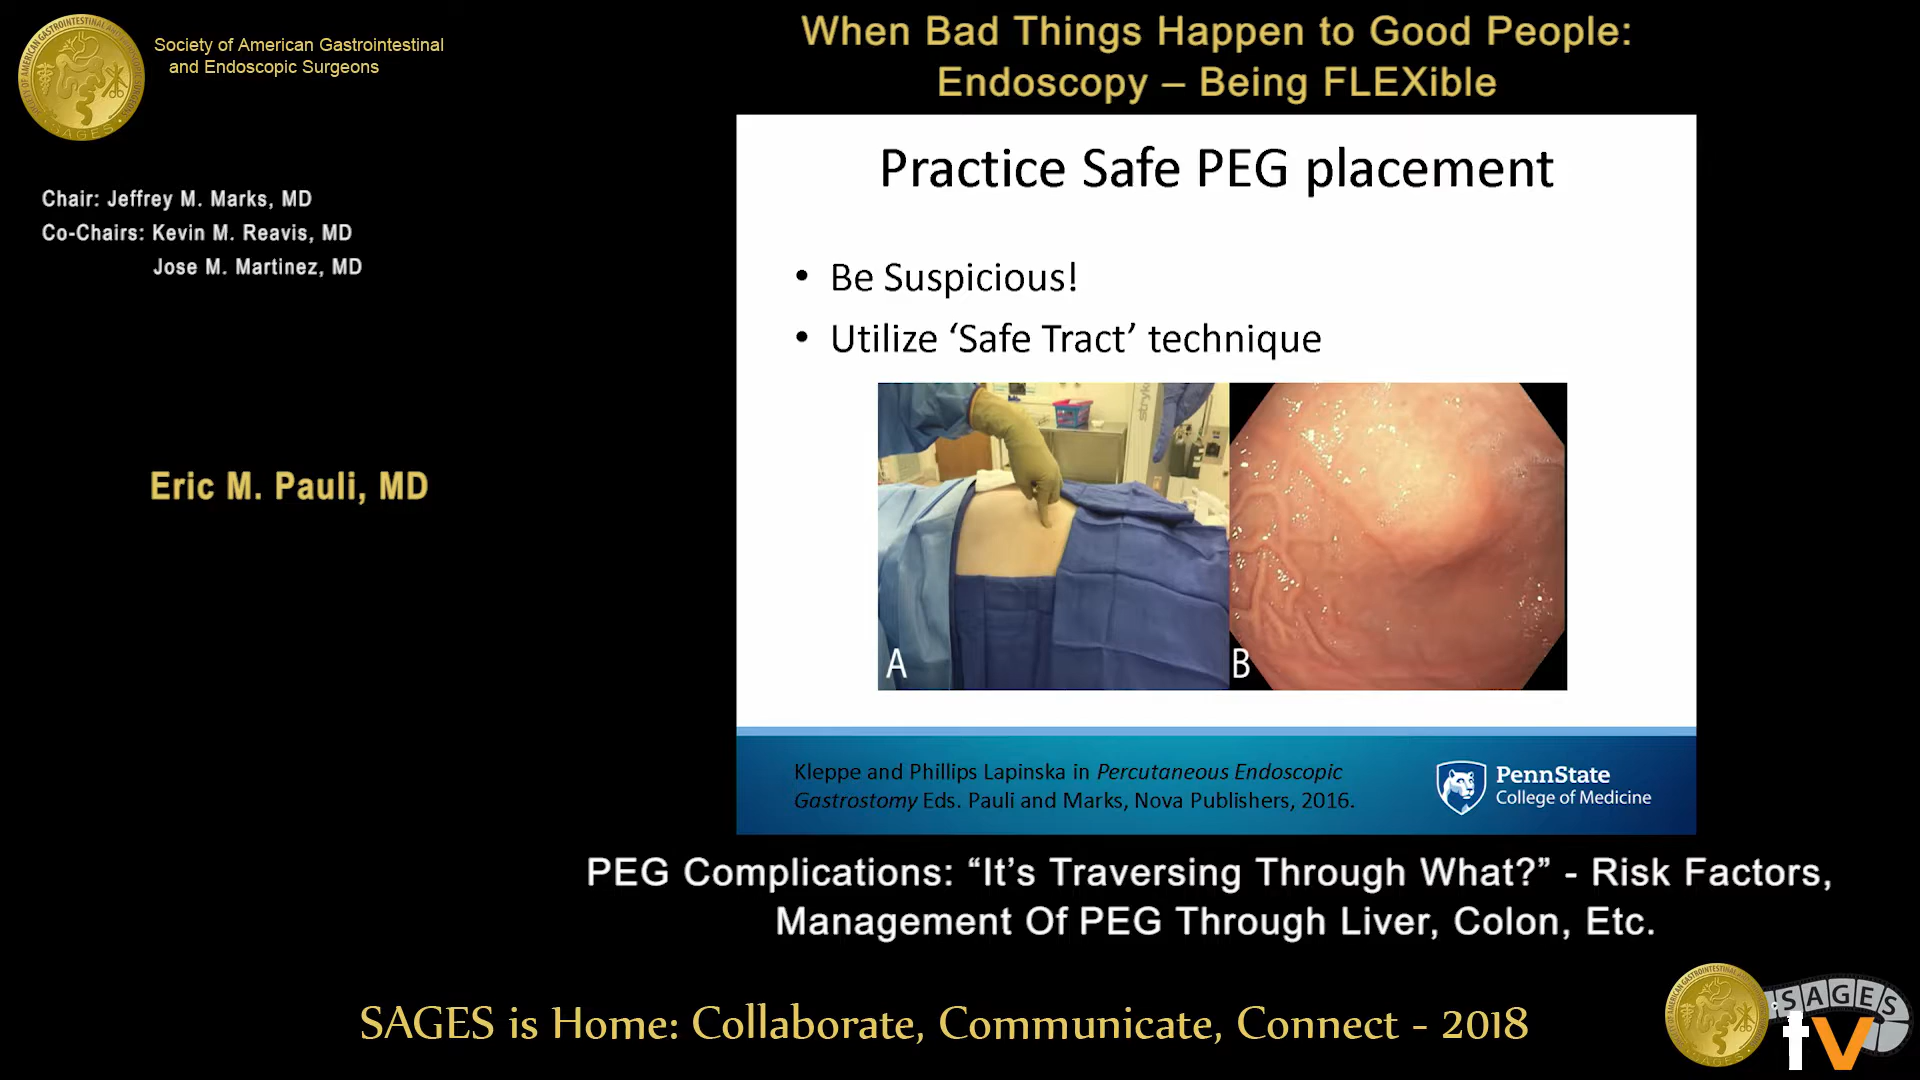 Society of American Gastrointestinal
and Endoscopic Surgeons
When Bad Things Happen to Good People:
Endoscopy – Being FLEXible
Chair: Jeffrey M. Marks, MD
Co-Chairs: Kevin M. Reavis, MD
Jose M. Martinez, MD
Eric M. Pauli, MD
Practice Safe PEG placement
• Be Suspicious!
• Utilize ‘Safe Tract’ technique
A
B
Kleppe and Phillips Lapinska in Percutaneous Endoscopic
Gastrostomy Eds. Pauli and Marks, Nova Publishers, 2016.
PennState
College of Medicine
PEG Complications: “It’s Traversing Through What?” - Risk Factors,
Management Of PEG Through Liver, Colon, Etc.
SAGES is Home: Collaborate, Communicate, Connect - 2018
SAGES
tV